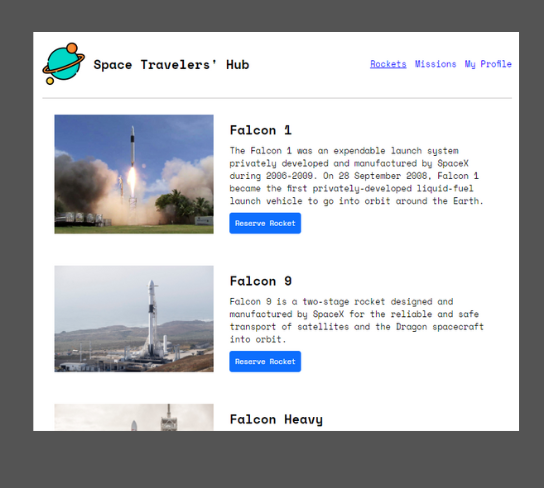 Space Travelers' Hub
Rockets Missions My Profile
Falcon 1
The Falcon 1 was an expendable launch system
privately developed and manufactured by SpaceX
during 2006-2009. On 28 September 2008, Falcon 1
became the first privately-developed liquid-fuel
launch vehicle to go into orbit around the Earth.
Reserve Rocket
Falcon 9
Falcon 9 is a two-stage rocket designed and
manufactured by SpaceX for the reliable and safe
transport of satellites and the Dragon spacecraft
into orbit.
Reserve Rocket
Falcon Heavy